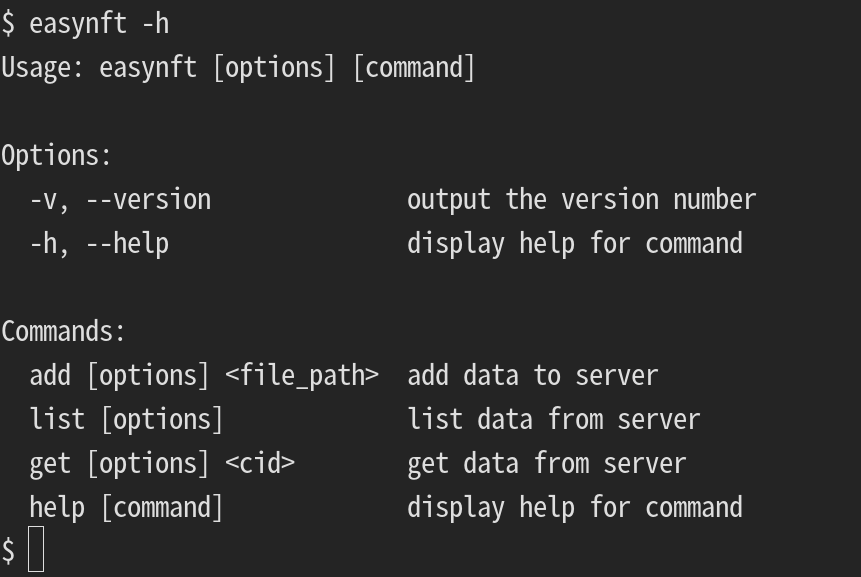 $ easynft -h
Usage: easynft [options] [command]
Options:
-v, --version output the version number
-h, --help display help for command
Commands:
add [options] <file_path> add data to server
list [options] list data from server
get [options] <cid> get data from server
help [command] display help for command
$